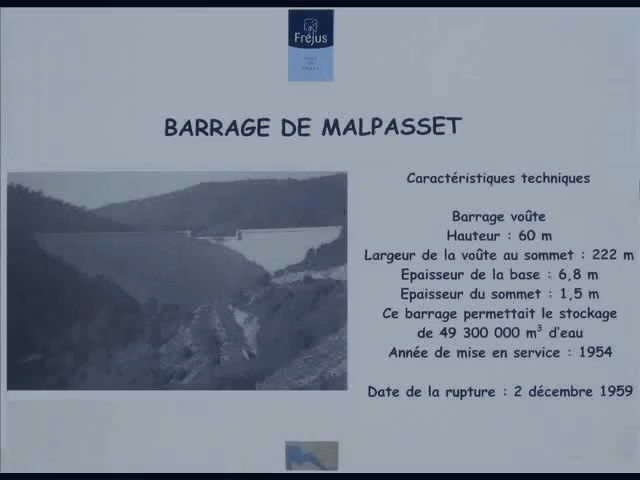 Fréjus
BARRAGE DE MALPASSET
Caractéristiques techniques
Barrage voûte
Hauteur : 60 m
Largeur de la voûte au sommet : 222 m
Epaisseur de la base : 6,8 m
Epaisseur du sommet : 1,5 m
Ce barrage permettait le stockage
de 49 300 000 m³ d'eau
Année de mise en service : 1954
Date de la rupture : 2 décembre 1959